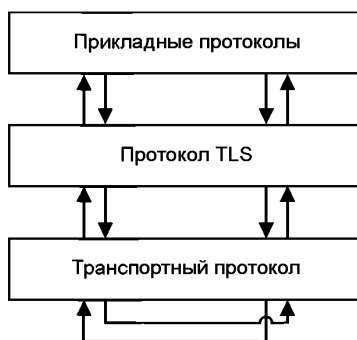 Прикладные протоколы
Протокол TLS
Транспортный протокол